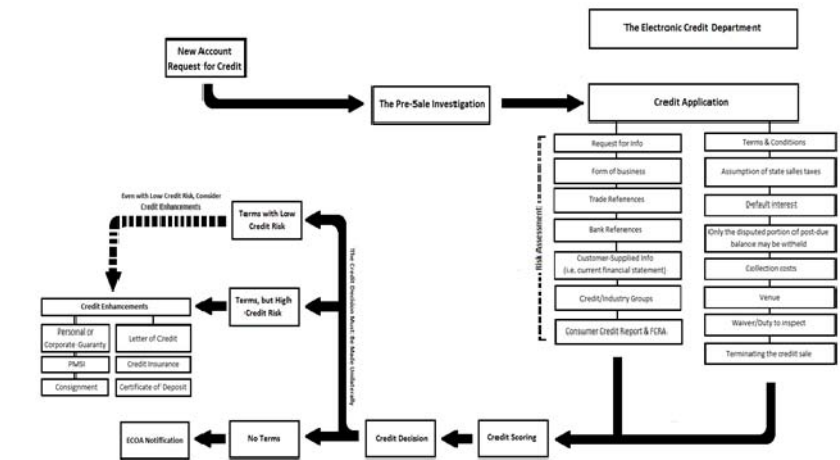 The Electronic Credit Department
New Account
Request for Credit
The Pre-Sale Investigation
Credit Application
Request for Info
Form of business
Trade References
Bank References
Customer-Supplied Info
(i.e. current financial statement)
Credit/Industry Groups
Consumer Credit Report & FCRA
Risk Assessment
Terms & Conditions
Assumption of state salles taxes
Default interest
Only the disputed portion of post-due
balance may be witheld
Collection costs
Venue
Waiver/Duty to inspect
Terminating the credit sale
Even with Low Credit Risk, Consider
Credit Enhancements
Terms with Low
Credit Risk
Terms, but High
-Credit Risk
The Credit Decision Must Be Made Unilaterally
Credit Enhancements
Personal or
Corporate Guaranty
Letter of Credit
PMSI
Credit Insurance
Consignment
Certificate of Deposit
ECOA Notification
No Terms
Credit Decision
Credit Scoring